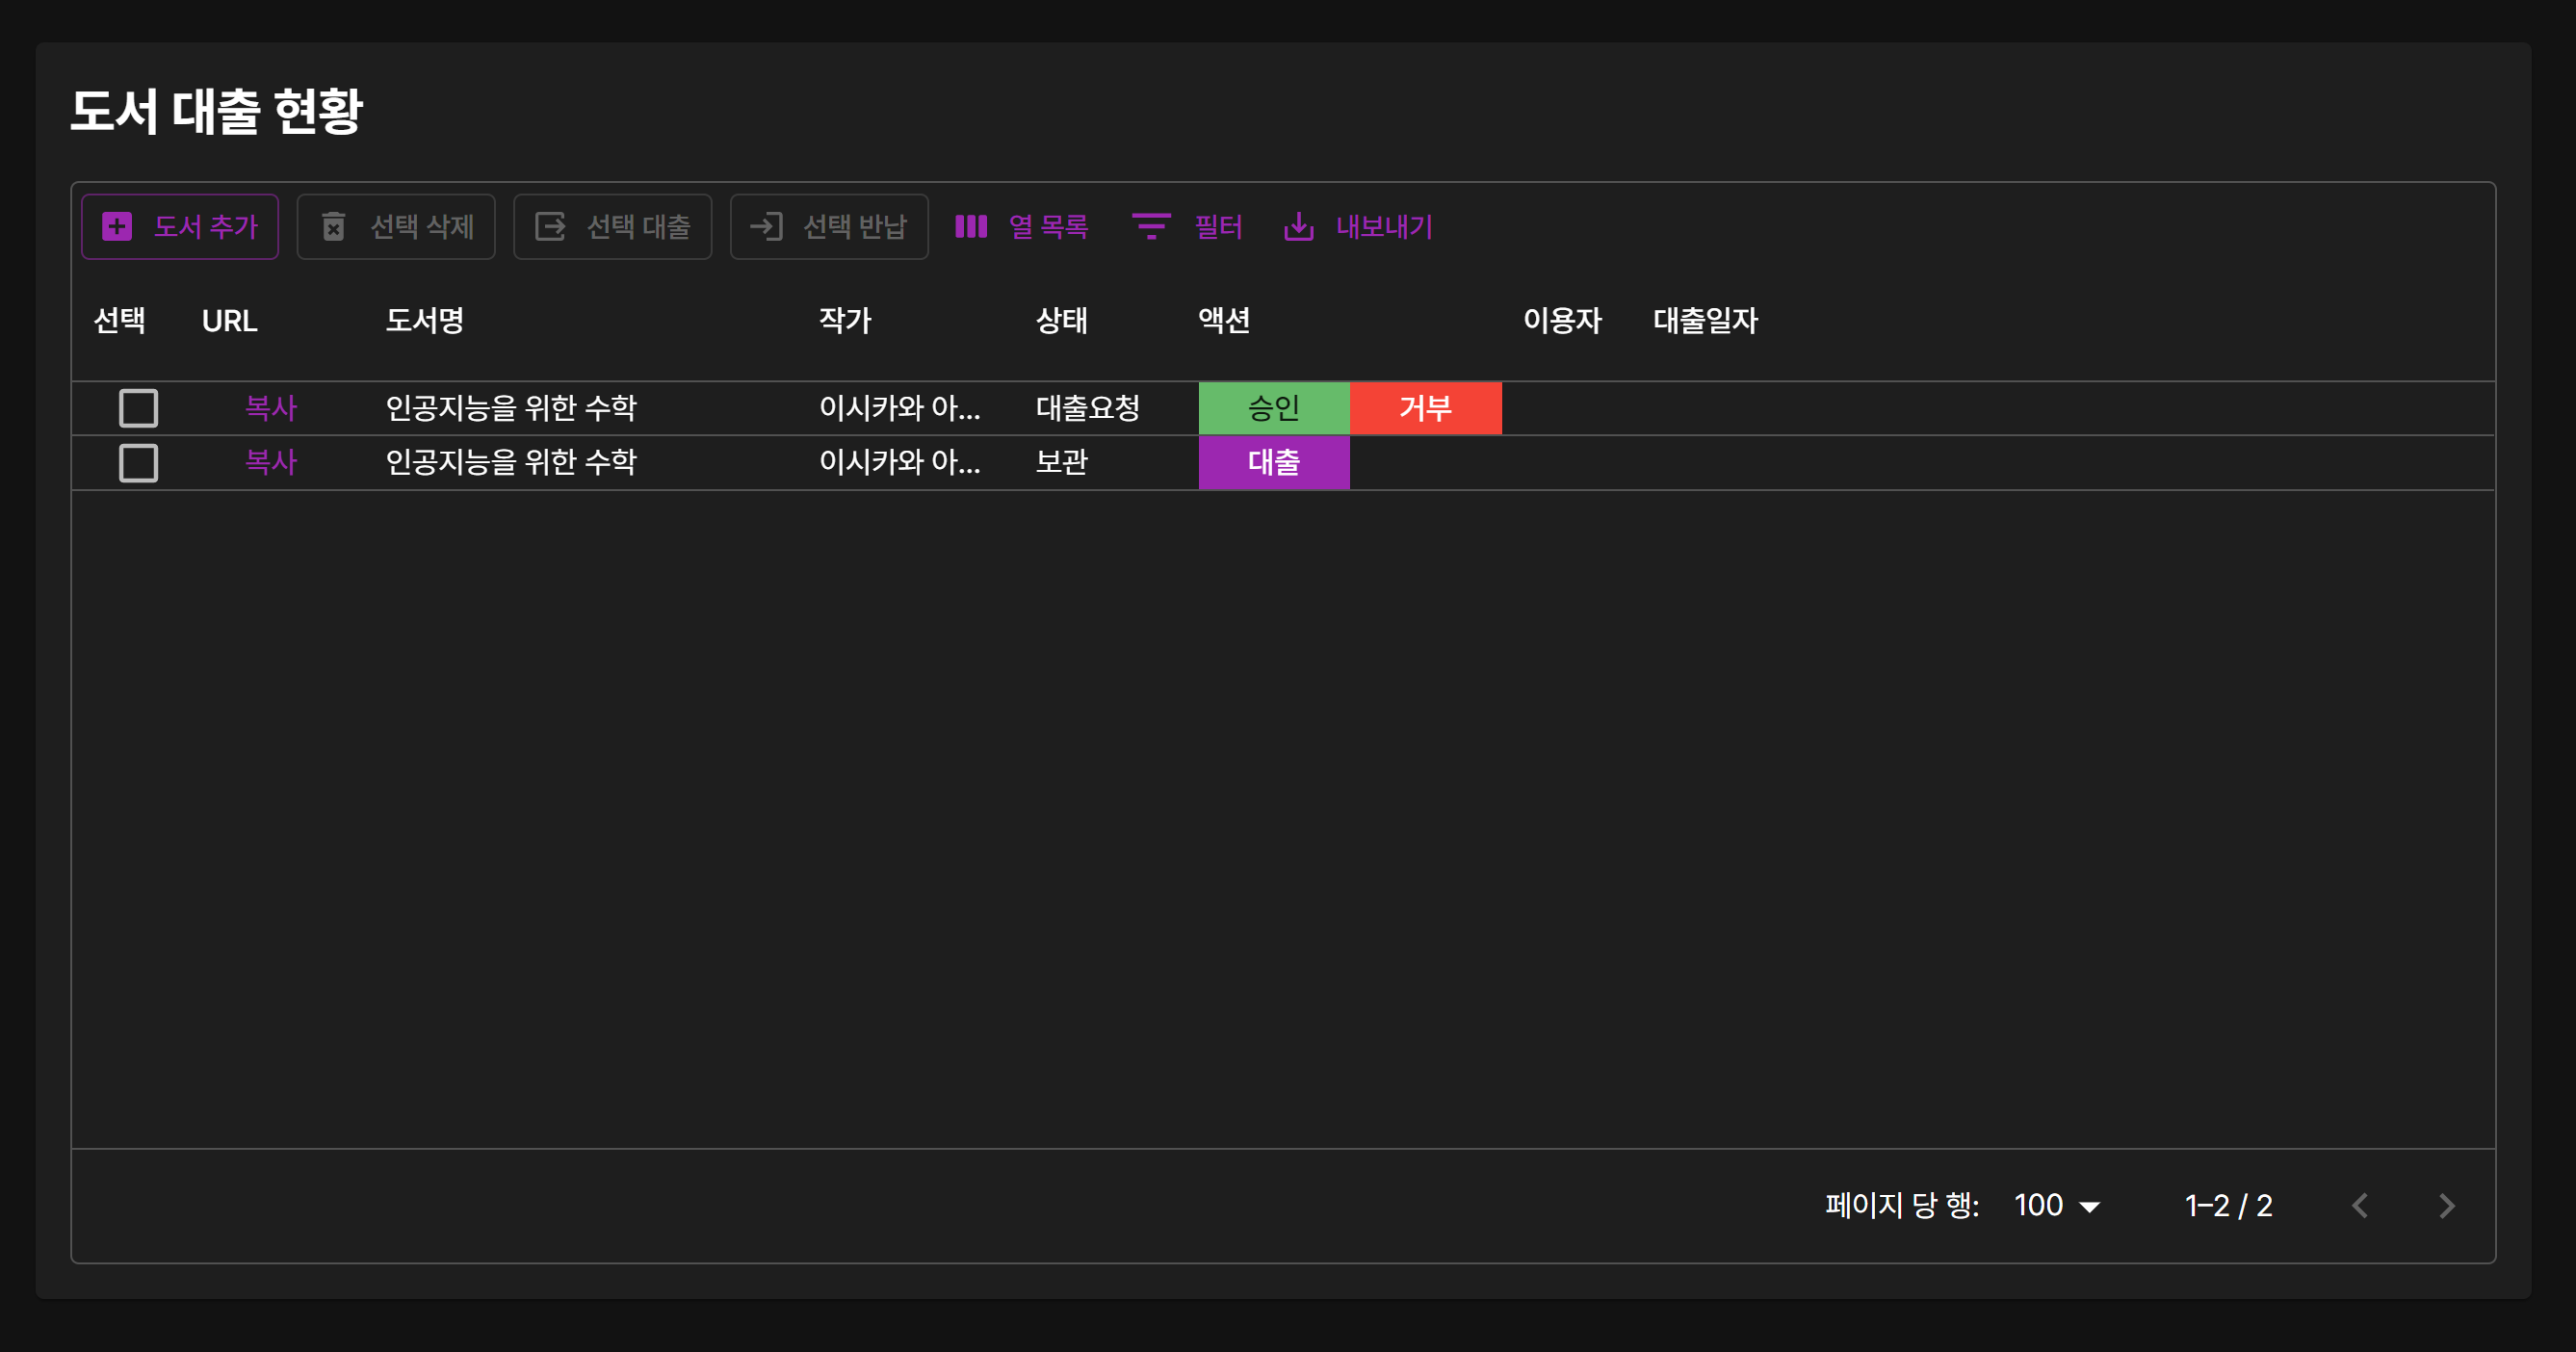 도서 대출 현황
도서 추가 선택 삭제 선택 대출 선택 반납 열 목록 필터 내보내기
선택 URL 도서명 작가 상태 액션 이용자 대출일자
복사 인공지능을 위한 수학 이시카와 아... 대출요청 승인 거부
복사 인공지능을 위한 수학 이시카와 아... 보관 대출
페이지 당 행: 100 1–2 / 2